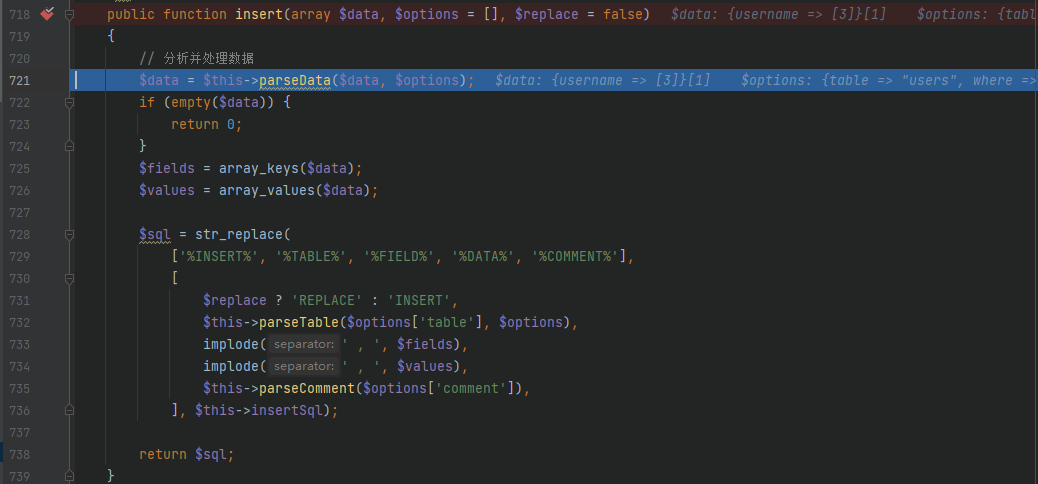 718 public function insert(array $data, $options = [], $replace = false) $data: {username => [3]}[1] $options: {tabl
719 {
720 // 分析并处理数据
721 $data = $this->parseData($data, $options); $data: {username => [3]}[1] $options: {table => "users", where =>
722 if (empty($data)) {
723 return 0;
724 }
725 $fields = array_keys($data);
726 $values = array_values($data);
727
728 $sql = str_replace(
729 ['%INSERT%', '%TABLE%', '%FIELD%', '%DATA%', '%COMMENT%'],
730 [
731 $replace ? 'REPLACE' : 'INSERT',
732 $this->parseTable($options['table'], $options),
733 implode( separator: ' , ', $fields),
734 implode( separator: ' , ', $values),
735 $this->parseComment($options['comment']),
736 ], $this->insertSql);
737
738 return $sql;
739 }